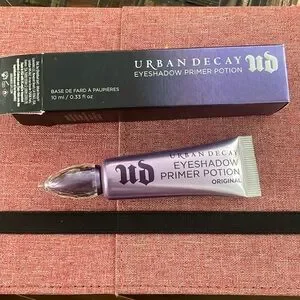 URBAN DECAY
EYESHADOW PRIMER POTION
UD
BASE DE FARD À PAUPIÈRES
10 ml / 0.33 fl oz
UD
URBAN DECAY
EYESHADOW
PRIMER POTION
ORIGINAL